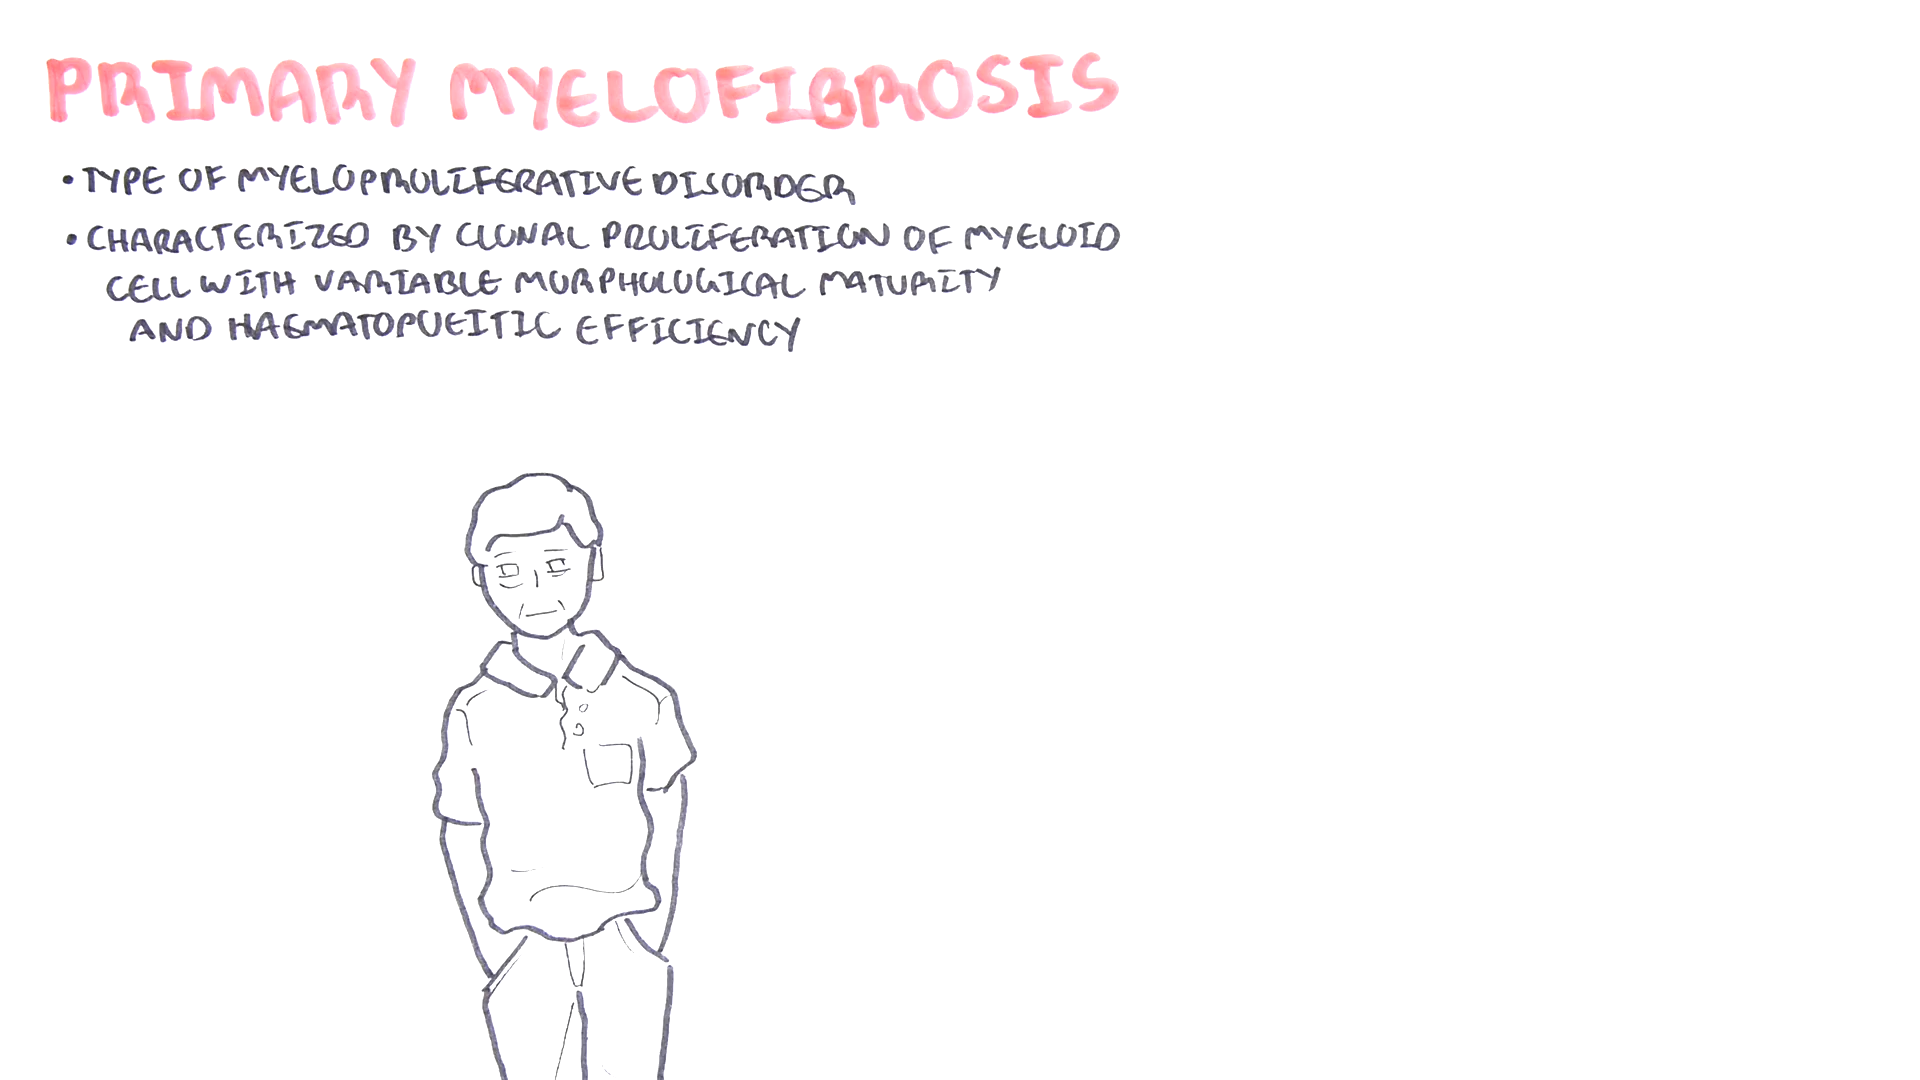 PRIMARY MYELOFIBROSIS
• TYPE OF MYELOPROLIFERATIVE DISORDER
• CHARACTERIZED BY CLONAL PROLIFERATION OF MYELOID
CELL WITH VARIABLE MORPHOLOGICAL MATURITY
AND HAEMATOPOEITIC EFFICIENCY